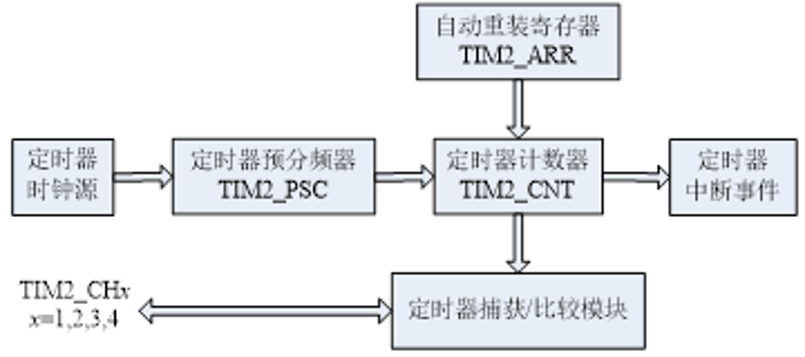 自动重装寄存器
TIM2_ARR
定时器
时钟源
定时器预分频器
TIM2_PSC
定时器计数器
TIM2_CNT
定时器
中断事件
TIM2_CHx
x=1,2,3,4
定时器捕获/比较模块